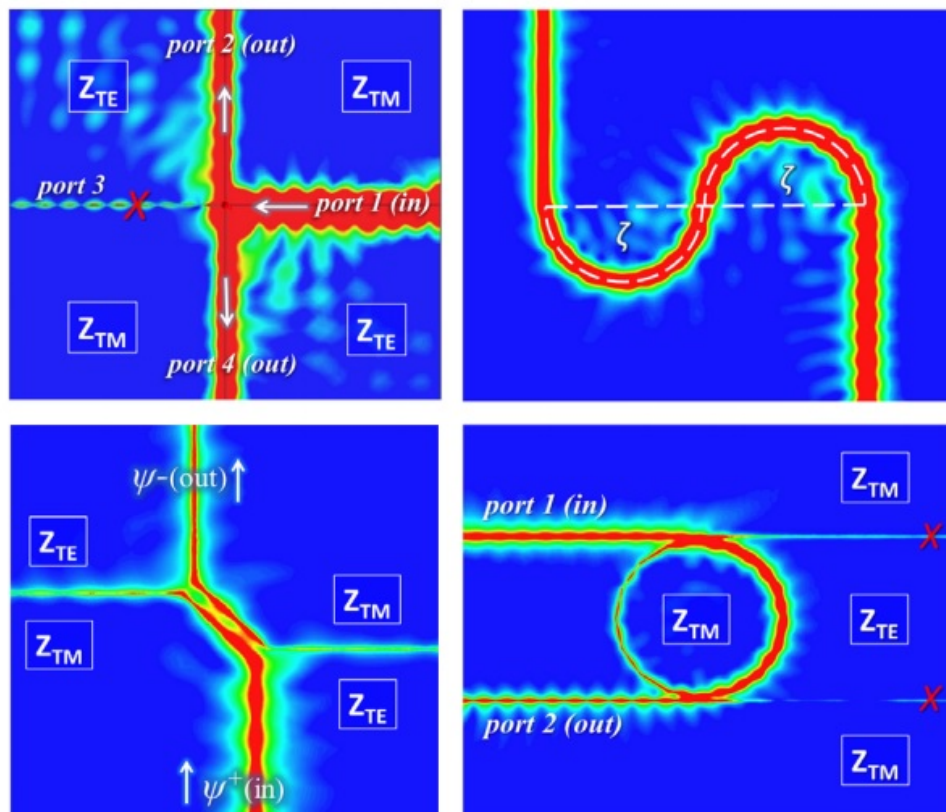 port 2 (out)
Z_TE
Z_TM
port 3
X
port 1 (in)
Z_TM
Z_TE
port 4 (out)
ζ
ζ
ψ-(out)
Z_TE
Z_TM
Z_TM
Z_TE
ψ⁺(in)
Z_TM
port 1 (in)
X
Z_TM
Z_TE
X
port 2 (out)
Z_TM